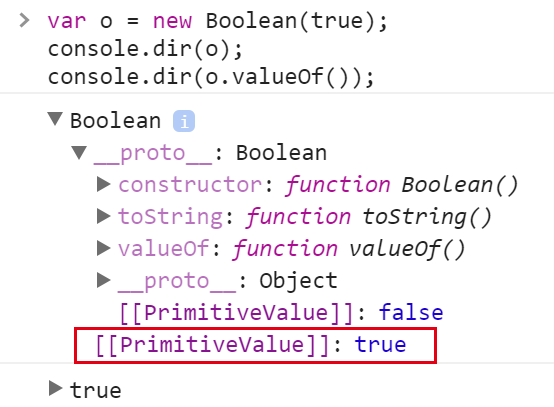 var o = new Boolean(true);
console.dir(o);
console.dir(o.valueOf());
Boolean i
__proto__: Boolean
constructor: function Boolean()
toString: function toString()
valueOf: function valueOf()
__proto__: Object
[[PrimitiveValue]]: false
[[PrimitiveValue]]: true
true